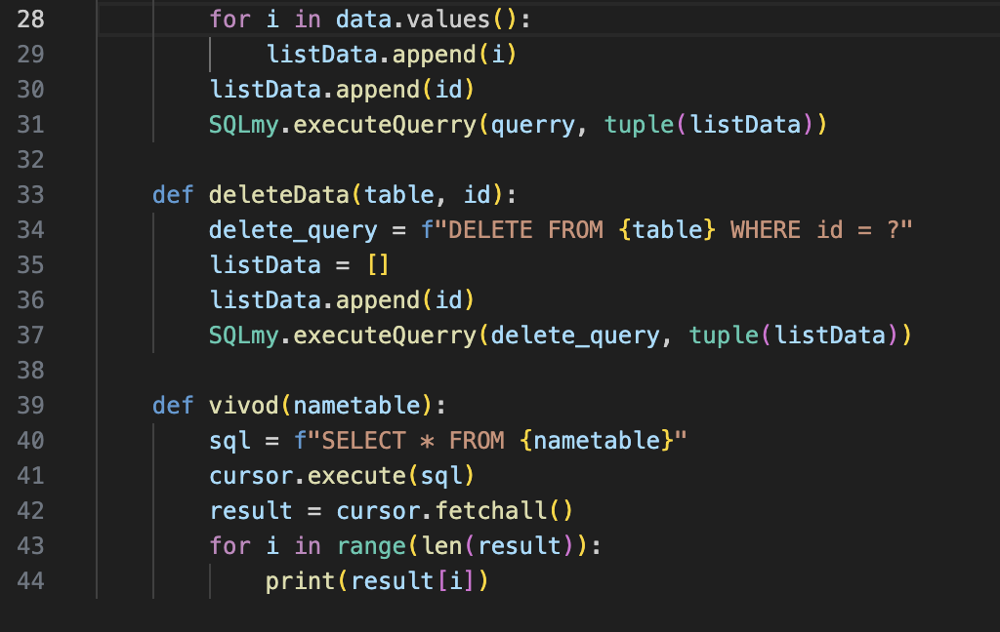 28 for i in data.values():
29 listData.append(i)
30 listData.append(id)
31 SQLmy.executeQuerry(querry, tuple(listData))
32
33 def deleteData(table, id):
34 delete_query = f"DELETE FROM {table} WHERE id = ?"
35 listData = []
36 listData.append(id)
37 SQLmy.executeQuerry(delete_query, tuple(listData))
38
39 def vivod(nametable):
40 sql = f"SELECT * FROM {nametable}"
41 cursor.execute(sql)
42 result = cursor.fetchall()
43 for i in range(len(result)):
44 print(result[i])